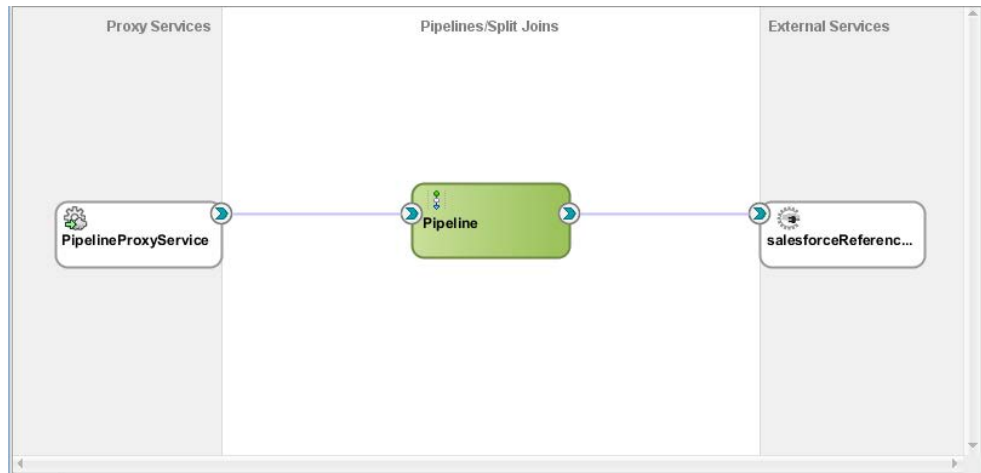 Proxy Services
Pipelines/Split Joins
External Services
PipelineProxyService
Pipeline
salesforceReferenc...